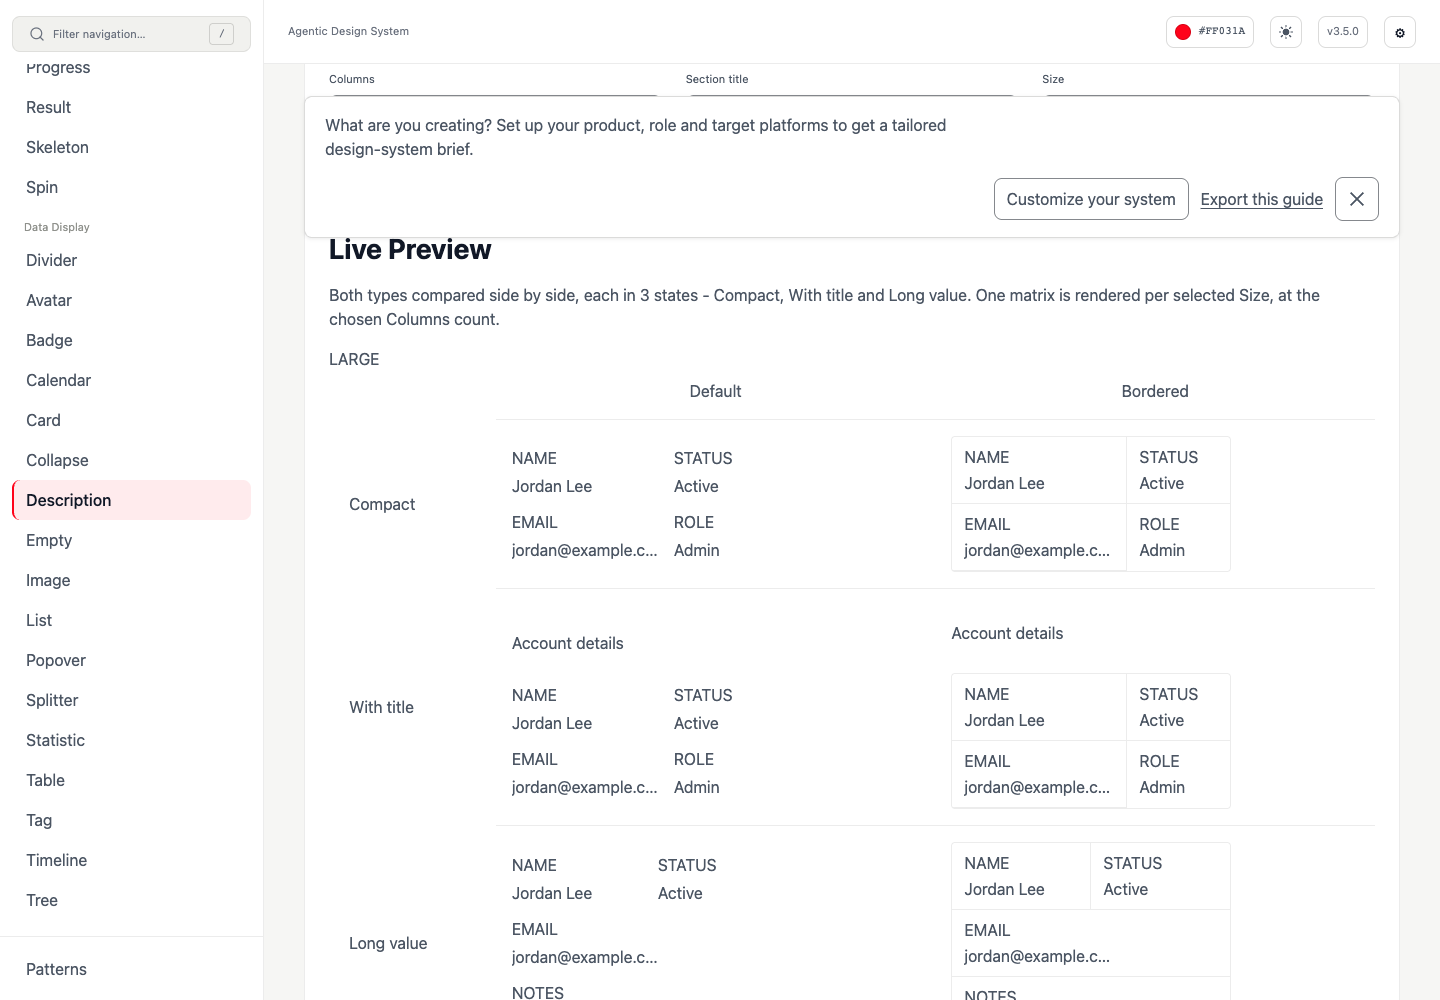 Filter navigation...
/
Progress
Result
Skeleton
Spin
Data Display
Divider
Avatar
Badge
Calendar
Card
Collapse
Description
Empty
Image
List
Popover
Splitter
Statistic
Table
Tag
Timeline
Tree
Patterns
Agentic Design System
#FF031A
v3.5.0
Columns
Section title
Size
What are you creating? Set up your product, role and target platforms to get a tailored
design-system brief.
Customize your system
Export this guide
Live Preview
Both types compared side by side, each in 3 states - Compact, With title and Long value. One matrix is rendered per selected Size, at the
chosen Columns count.
LARGE
Default
Bordered
Compact
NAME
STATUS
Jordan Lee
Active
EMAIL
ROLE
jordan@example.c...
Admin
NAME
STATUS
Jordan Lee
Active
EMAIL
ROLE
jordan@example.c...
Admin
With title
Account details
NAME
STATUS
Jordan Lee
Active
EMAIL
ROLE
jordan@example.c...
Admin
Account details
NAME
STATUS
Jordan Lee
Active
EMAIL
ROLE
jordan@example.c...
Admin
Long value
NAME
STATUS
Jordan Lee
Active
EMAIL
jordan@example.c...
NOTES
NAME
STATUS
Jordan Lee
Active
EMAIL
jordan@example.c...
NOTES